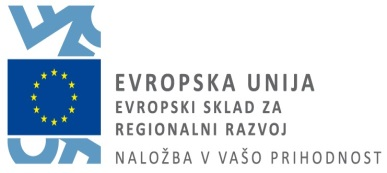 EVROPSKA UNIJA
EVROPSKI SKLAD ZA
REGIONALNI RAZVOJ
NALOŽBA V VAŠO PRIHODNOST